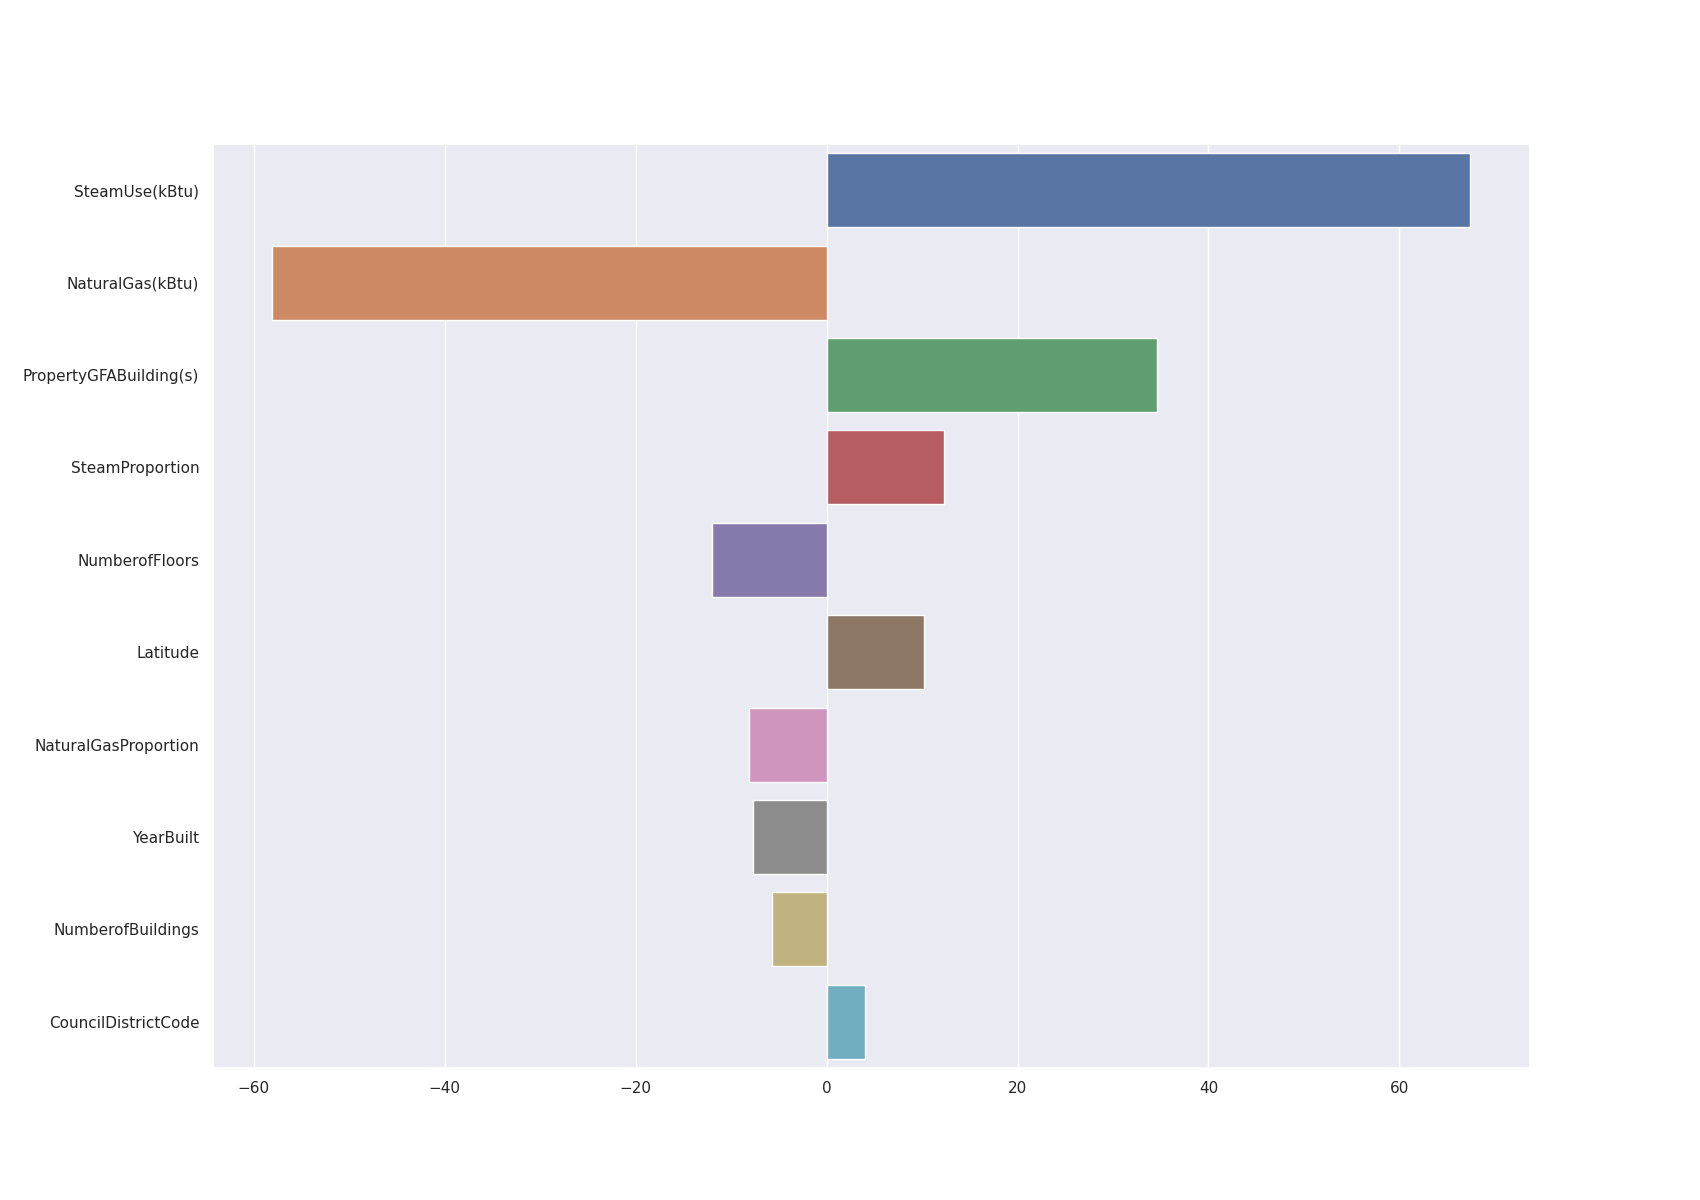 SteamUse(kBtu)
NaturalGas(kBtu)
PropertyGFABuilding(s)
SteamProportion
NumberofFloors
Latitude
NaturalGasProportion
YearBuilt
NumberofBuildings
CouncilDistrictCode
−60 −40 −20 0 20 40 60